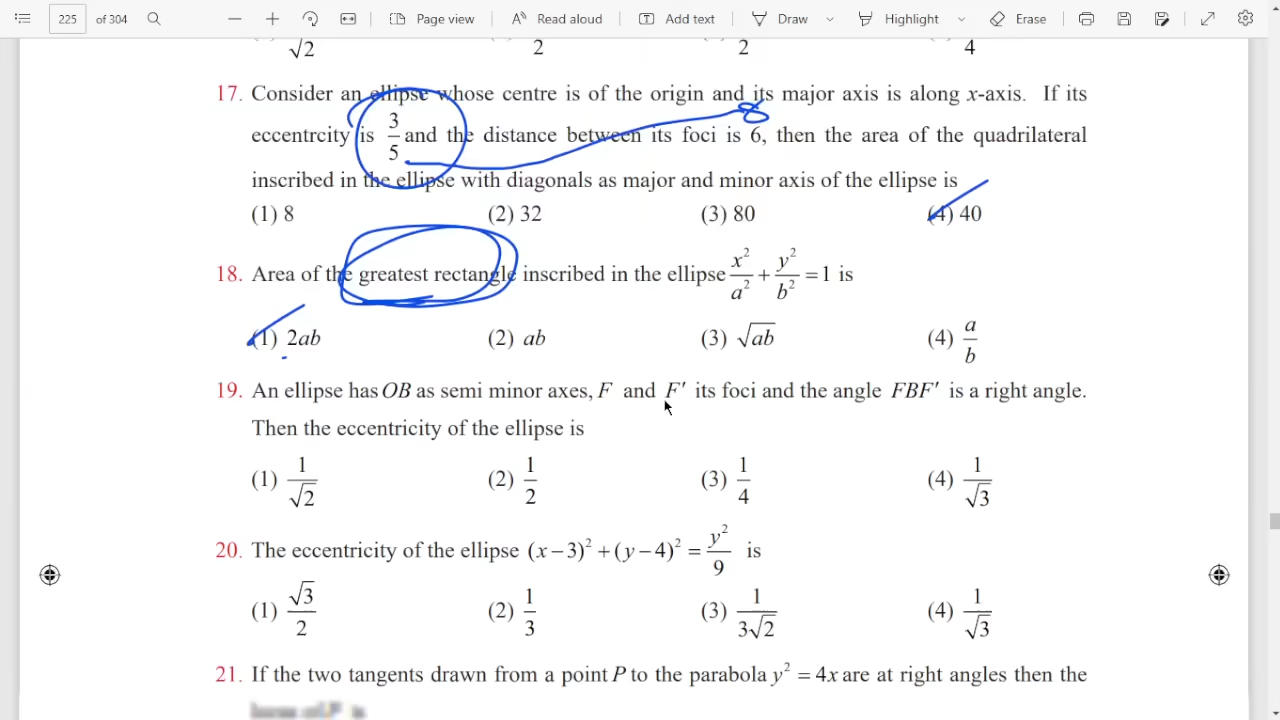 225 of 304 Page view Read aloud Add text Draw Highlight Erase
√2 2 2 4
17. Consider an ellipse whose centre is of the origin and its major axis is along x-axis. If its
eccentrcity is 3/5 and the distance between its foci is 6, then the area of the quadrilateral
8
inscribed in the ellipse with diagonals as major and minor axis of the ellipse is
(1) 8 (2) 32 (3) 80 (4) 40
18. Area of the greatest rectangle inscribed in the ellipse x²/a² + y²/b² = 1 is
(1) 2ab (2) ab (3) √ab (4) a/b
19. An ellipse has OB as semi minor axes, F and F′ its foci and the angle FBF′ is a right angle.
Then the eccentricity of the ellipse is
(1) 1/√2 (2) 1/2 (3) 1/4 (4) 1/√3
20. The eccentricity of the ellipse (x−3)² + (y−4)² = y²/9 is
(1) √3/2 (2) 1/3 (3) 1/3√2 (4) 1/√3
21. If the two tangents drawn from a point P to the parabola y² = 4x are at right angles then the